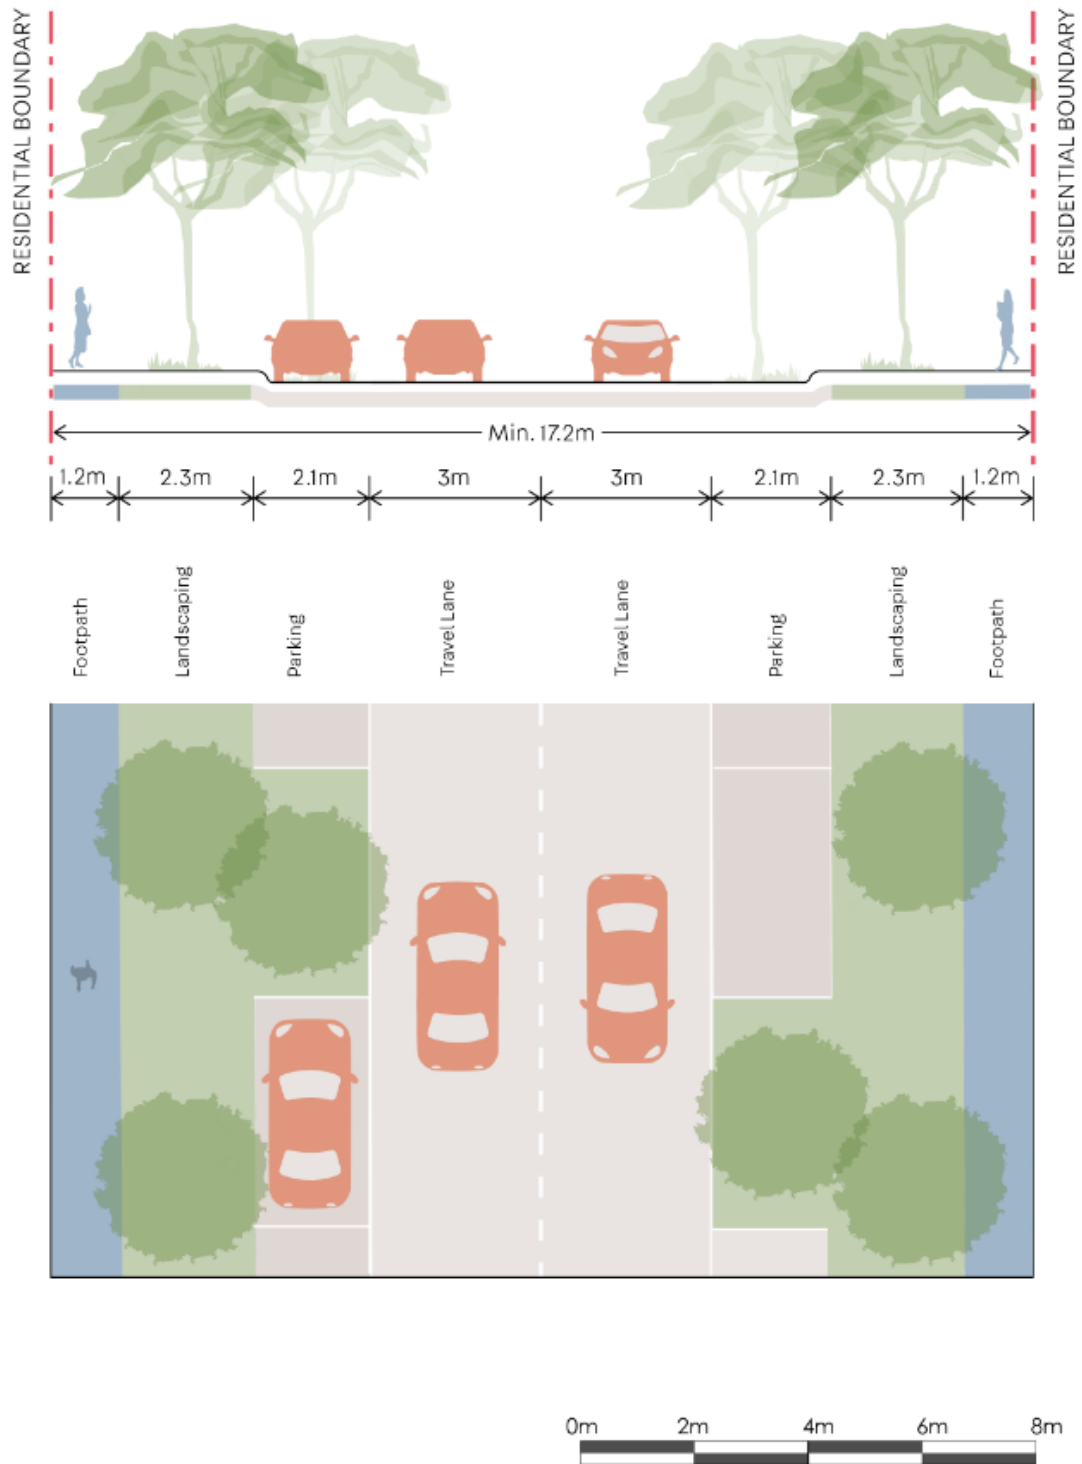 RESIDENTIAL BOUNDARY
RESIDENTIAL BOUNDARY
Min. 17.2m
1.2m
2.3m
2.1m
3m
3m
2.1m
2.3m
1.2m
Footpath
Landscaping
Parking
Travel Lane
Travel Lane
Parking
Landscaping
Footpath
0m
2m
4m
6m
8m